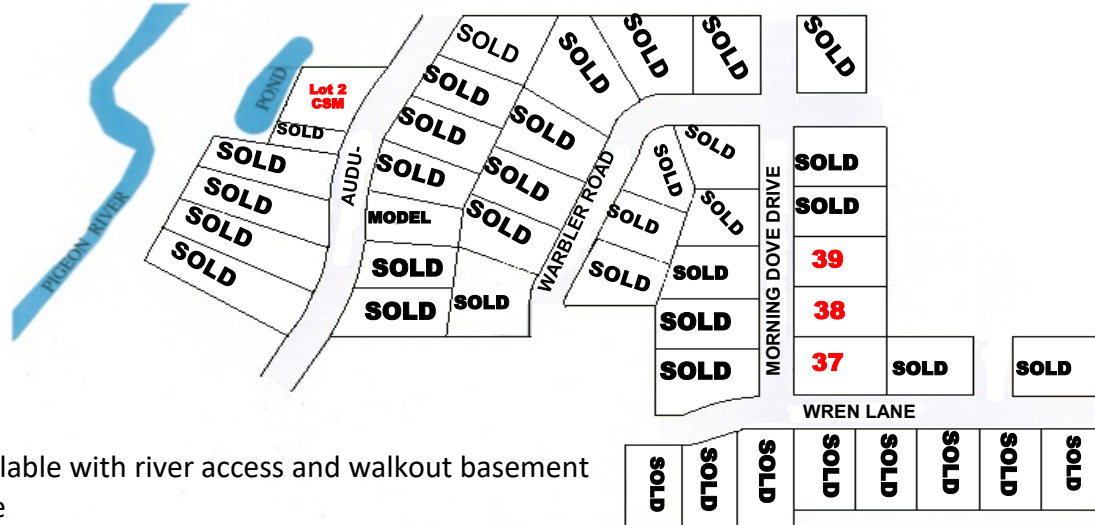 SOLD
SOLD
SOLD
SOLD
SOLD
SOLD
POND
Lot 2
CSM
SOLD
SOLD
SOLD
SOLD
SOLD
SOLD
SOLD
SOLD
SOLD
SOLD
AUDU-
MODEL
SOLD
WARBLER ROAD
SOLD
SOLD
MORNING DOVE DRIVE
SOLD
PIGEON RIVER
SOLD
SOLD
SOLD
SOLD
SOLD
39
SOLD
SOLD
SOLD
38
SOLD
37
SOLD
SOLD
WREN LANE
SOLD
SOLD
SOLD
SOLD
SOLD
SOLD
SOLD
SOLD
lable with river access and walkout basement
e